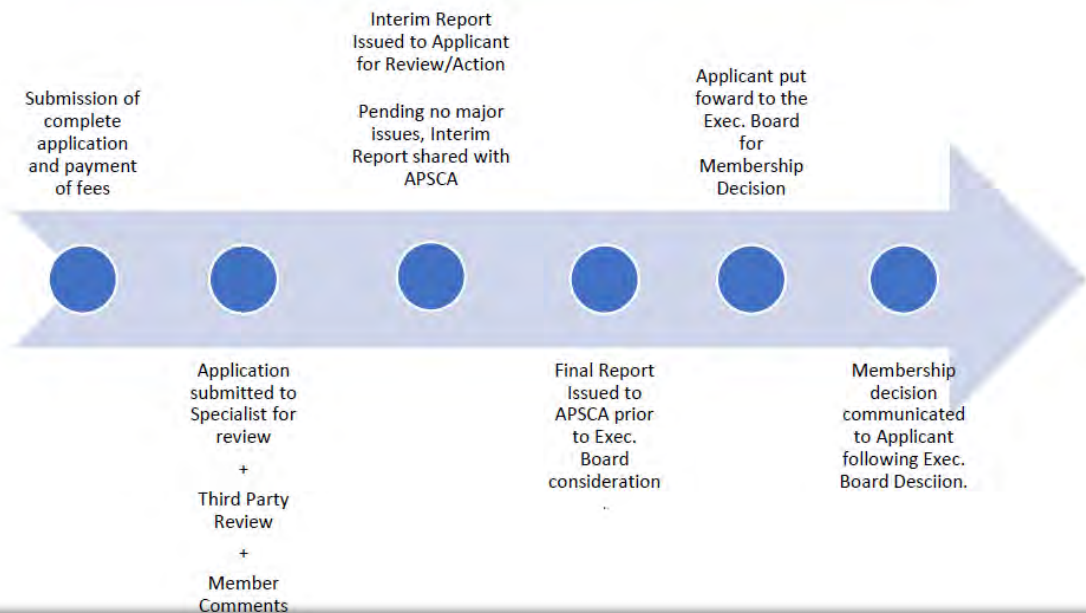 Submission of
complete
application
and payment
of fees
Application
submitted to
Specialist for
review
+
Third Party
Review
+
Member
Comments
Interim Report
Issued to Applicant
for Review/Action
Pending no major
issues, Interim
Report shared with
APSCA
Final Report
Issued to
APSCA prior
to Exec.
Board
consideration
.
Applicant put
foward to the
Exec. Board
for
Membership
Decision
Membership
decision
communicated
to Applicant
following Exec.
Board Desciion.